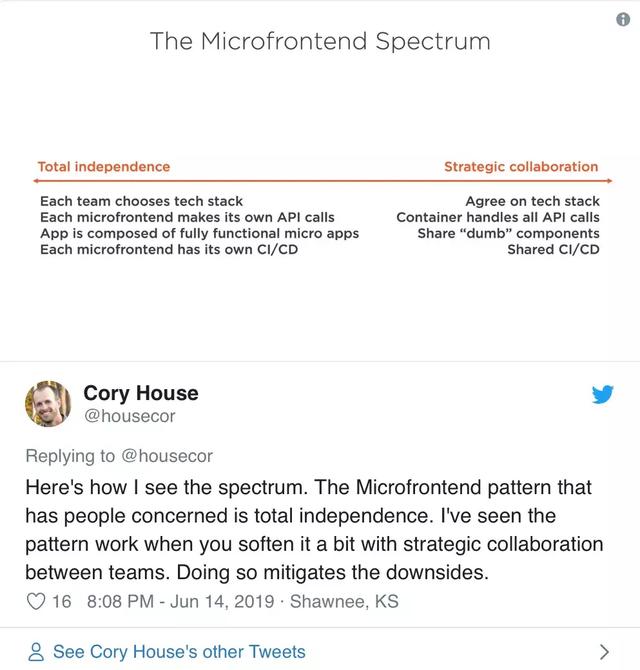 The Microfrontend Spectrum
Total independence
Strategic collaboration
Each team chooses tech stack
Each microfrontend makes its own API calls
App is composed of fully functional micro apps
Each microfrontend has its own CI/CD
Agree on tech stack
Container handles all API calls
Share “dumb” components
Shared CI/CD
Cory House
@housecor
Replying to @housecor
Here's how I see the spectrum. The Microfrontend pattern that
has people concerned is total independence. I've seen the
pattern work when you soften it a bit with strategic collaboration
between teams. Doing so mitigates the downsides.
16 8:08 PM - Jun 14, 2019 · Shawnee, KS
See Cory House's other Tweets